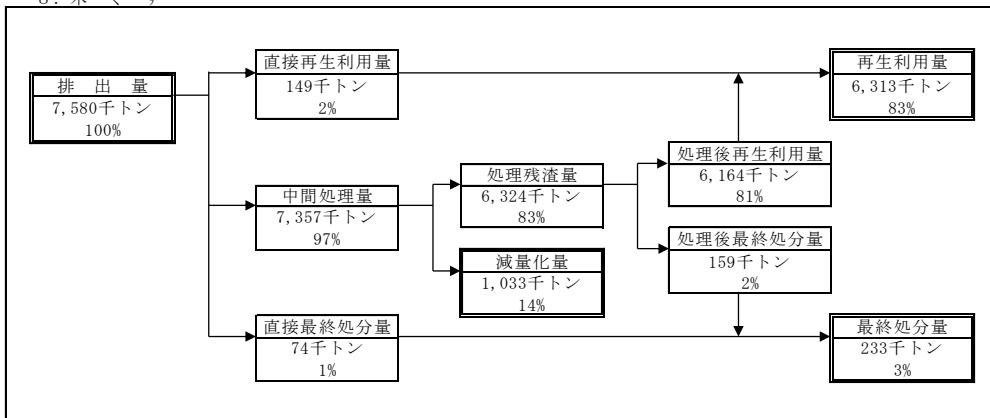 排 出 量
7,580千トン
100%
直接再生利用量
149千トン
2%
中間処理量
7,357千トン
97%
直接最終処分量
74千トン
1%
処理残渣量
6,324千トン
83%
減量化量
1,033千トン
14%
処理後再生利用量
6,164千トン
81%
処理後最終処分量
159千トン
2%
再生利用量
6,313千トン
83%
最終処分量
233千トン
3%